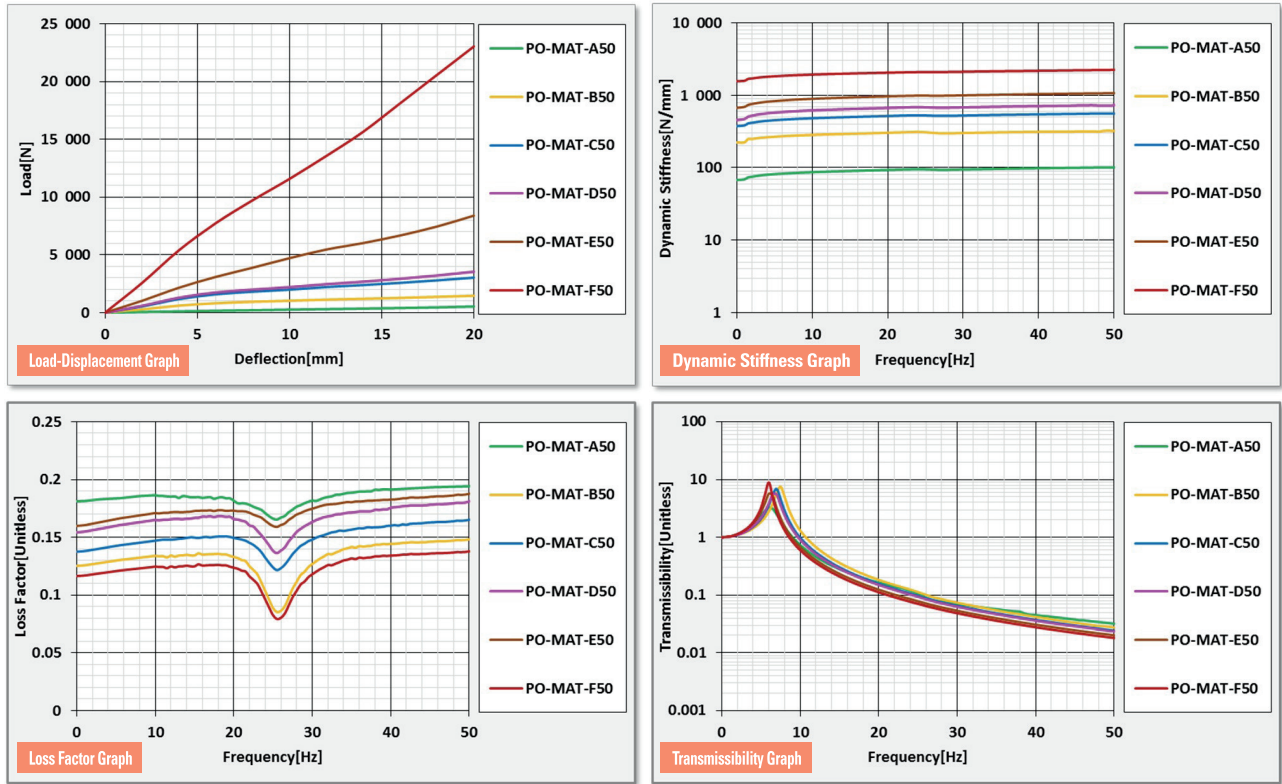 25 000
20 000
15 000
10 000
5 000
0
Load[N]
0 5 10 15 20
Deflection[mm]
Load-Displacement Graph
PO-MAT-A50
PO-MAT-B50
PO-MAT-C50
PO-MAT-D50
PO-MAT-E50
PO-MAT-F50
10 000
1 000
100
10
1
Dynamic Stiffness[N/mm]
0 10 20 30 40 50
Frequency[Hz]
Dynamic Stiffness Graph
PO-MAT-A50
PO-MAT-B50
PO-MAT-C50
PO-MAT-D50
PO-MAT-E50
PO-MAT-F50
0.25
0.2
0.15
0.1
0.05
0
Loss Factor[Unitless]
0 10 20 30 40 50
Frequency[Hz]
Loss Factor Graph
PO-MAT-A50
PO-MAT-B50
PO-MAT-C50
PO-MAT-D50
PO-MAT-E50
PO-MAT-F50
100
10
1
0.1
0.01
0.001
Transmissibility[Unitless]
0 10 20 30 40 50
Frequency[Hz]
Transmissibility Graph
PO-MAT-A50
PO-MAT-B50
PO-MAT-C50
PO-MAT-D50
PO-MAT-E50
PO-MAT-F50